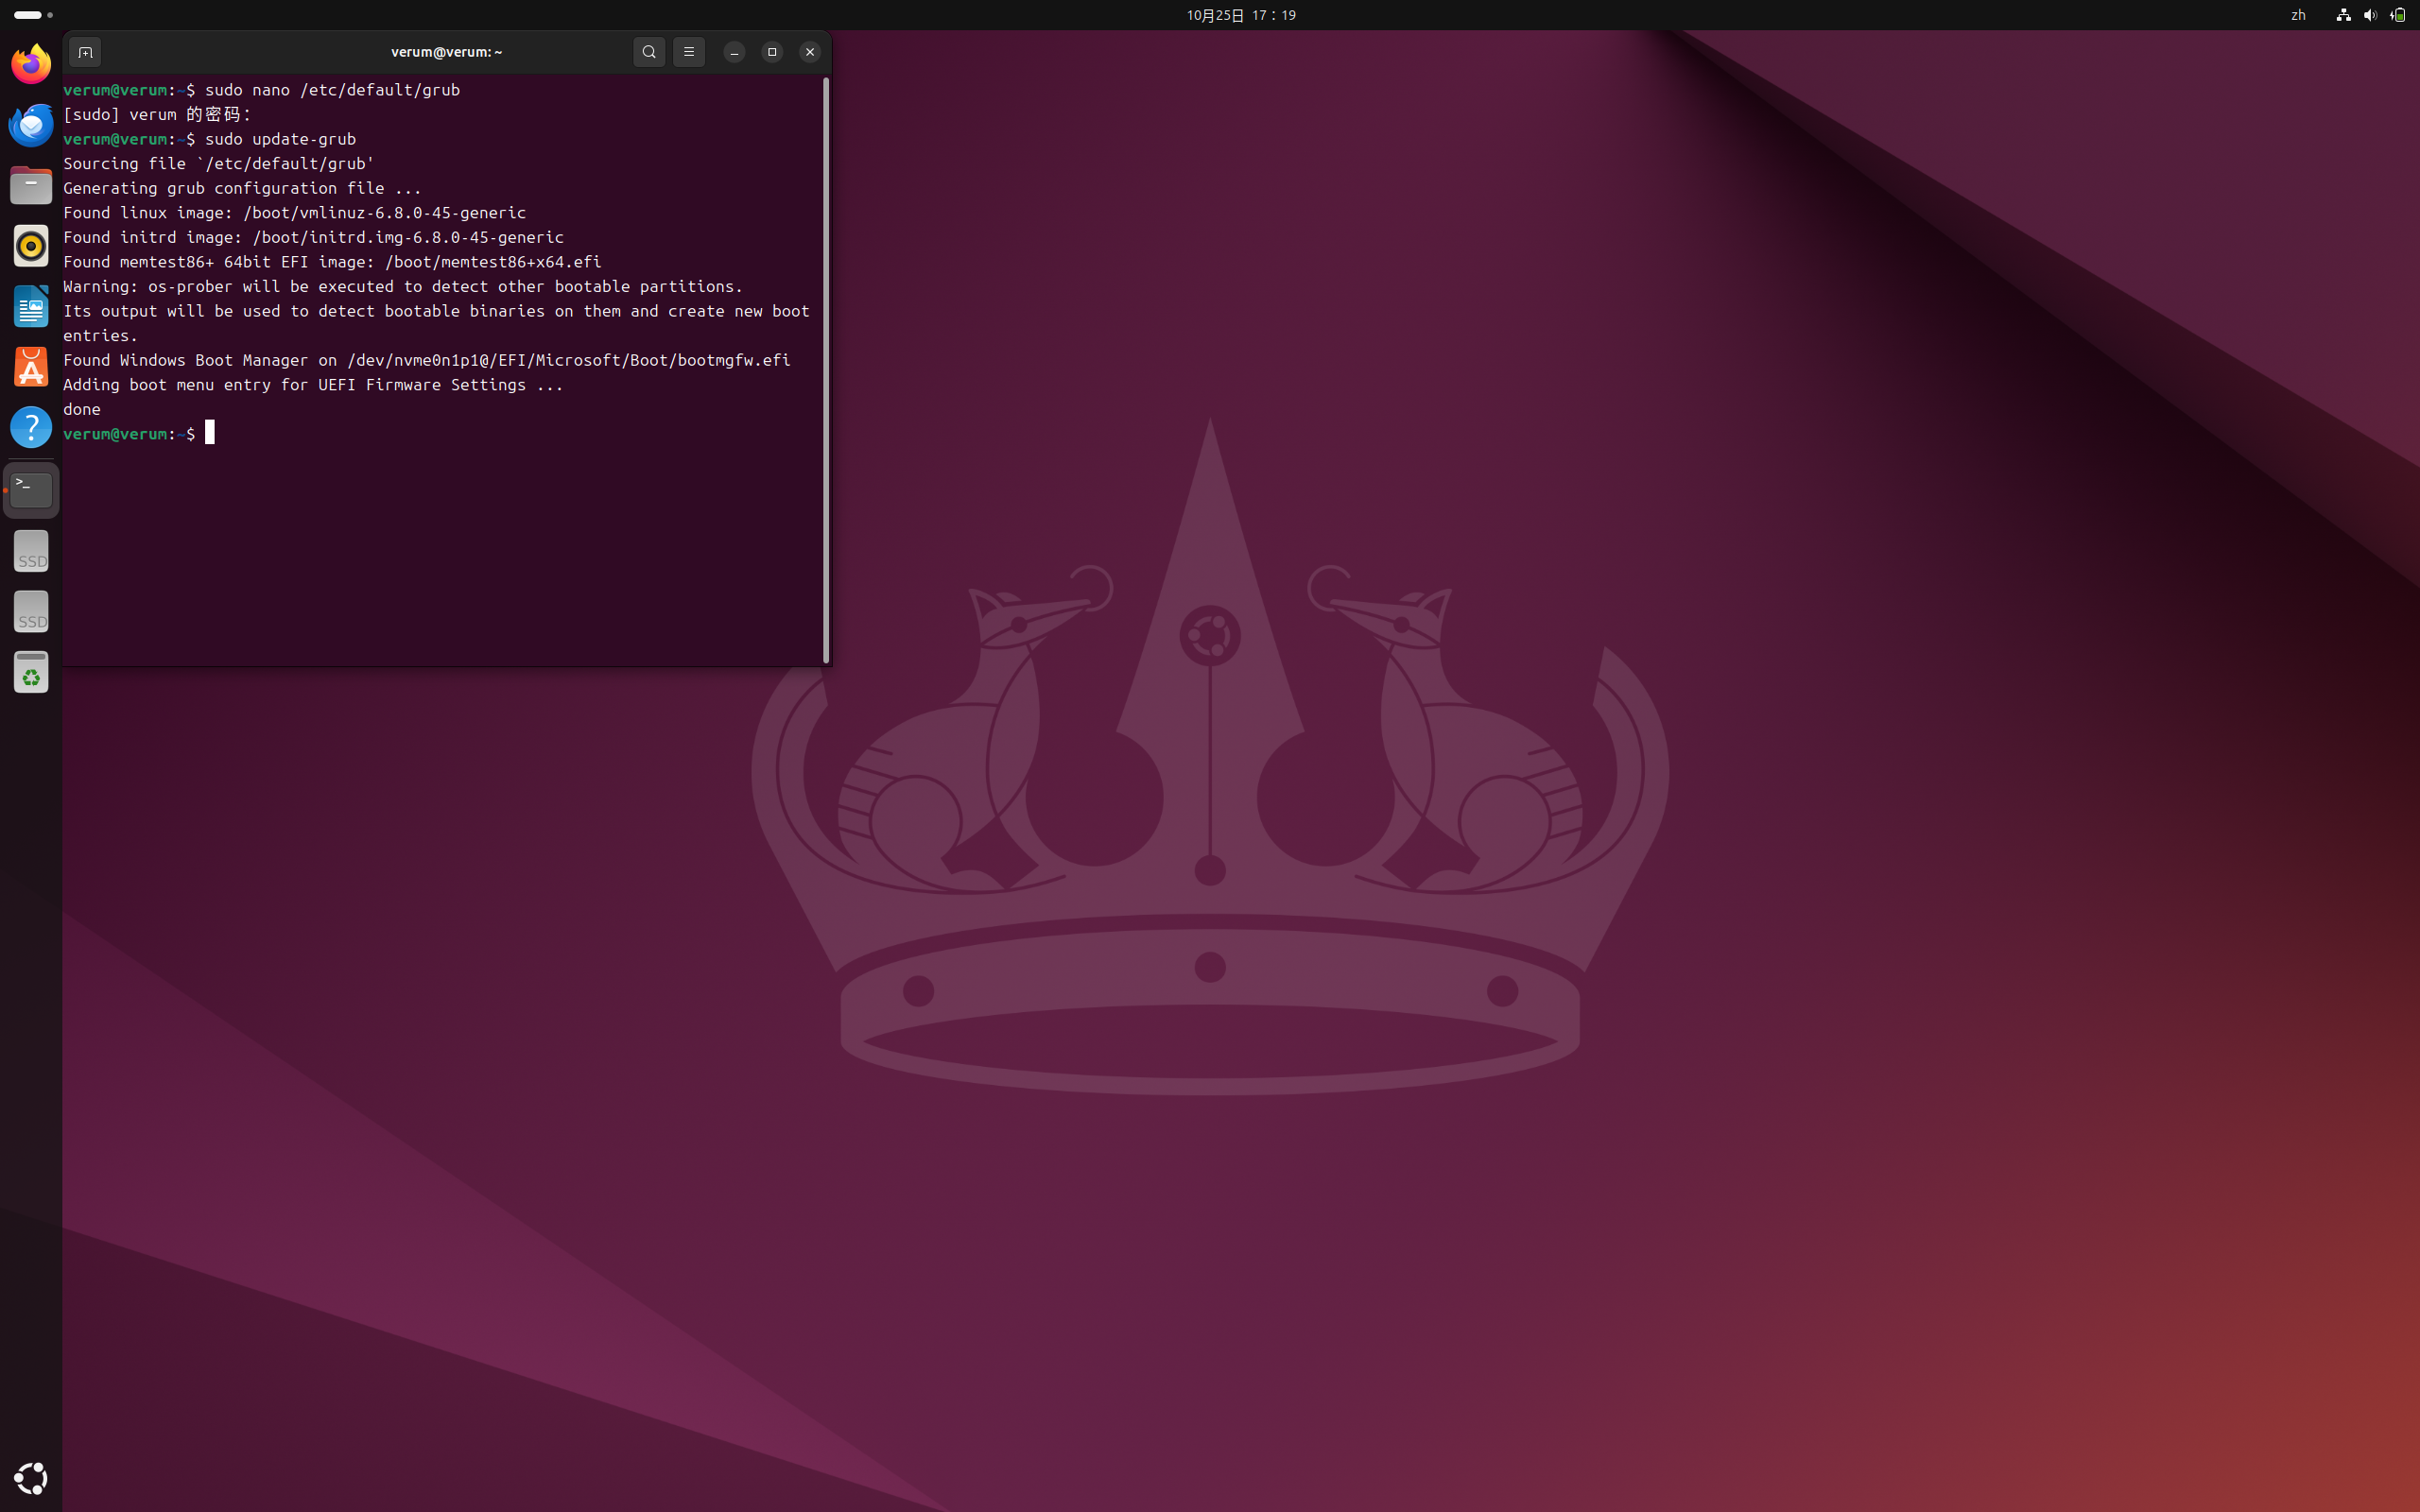 10月25日 17：19
zh
verum@verum: ~
verum@verum:~$ sudo nano /etc/default/grub
[sudo] verum 的密码：
verum@verum:~$ sudo update-grub
Sourcing file `/etc/default/grub'
Generating grub configuration file ...
Found linux image: /boot/vmlinuz-6.8.0-45-generic
Found initrd image: /boot/initrd.img-6.8.0-45-generic
Found memtest86+ 64bit EFI image: /boot/memtest86+x64.efi
Warning: os-prober will be executed to detect other bootable partitions.
Its output will be used to detect bootable binaries on them and create new boot
entries.
Found Windows Boot Manager on /dev/nvme0n1p1@/EFI/Microsoft/Boot/bootmgfw.efi
Adding boot menu entry for UEFI Firmware Settings ...
done
verum@verum:~$
SSD
SSD